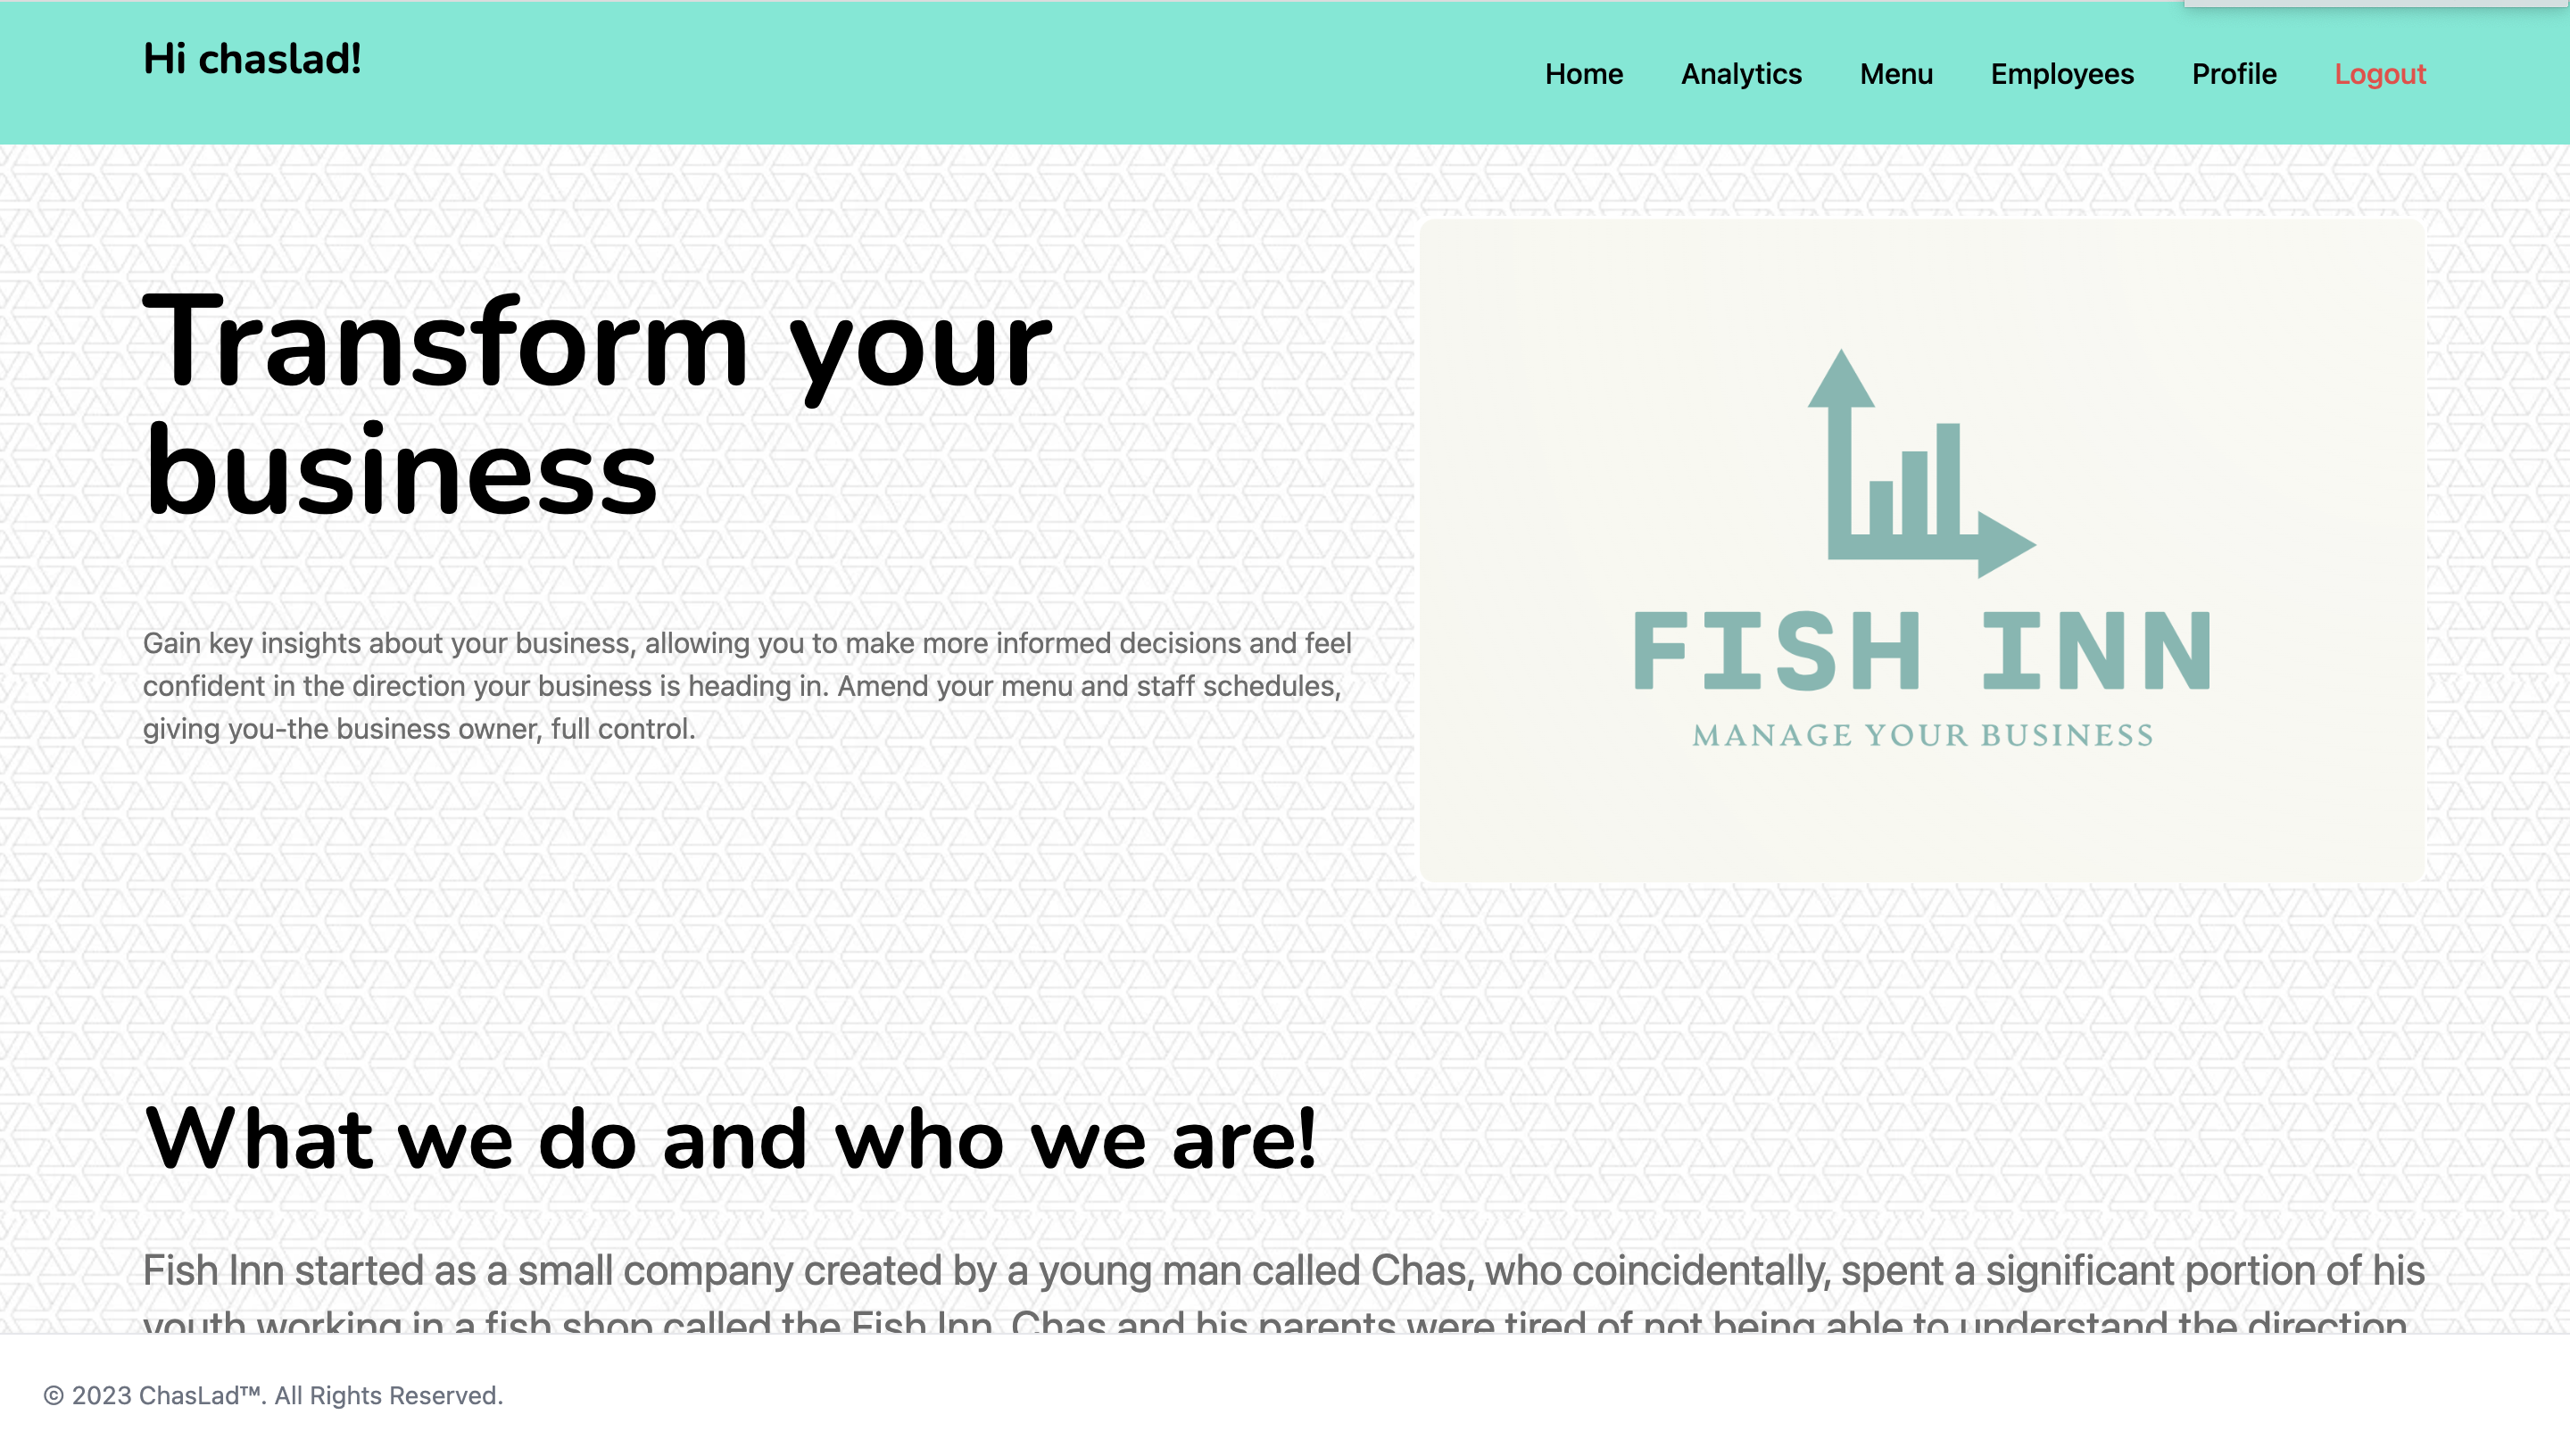 Hi chaslad!
Home Analytics Menu Employees Profile Logout
Transform your
business
Gain key insights about your business, allowing you to make more informed decisions and feel
confident in the direction your business is heading in. Amend your menu and staff schedules,
giving you-the business owner, full control.
FISH INN
MANAGE YOUR BUSINESS
What we do and who we are!
Fish Inn started as a small company created by a young man called Chas, who coincidentally, spent a significant portion of his
youth working in a fish shop called the Fish Inn. Chas and his parents were tired of not being able to understand the direction
© 2023 ChasLad™. All Rights Reserved.